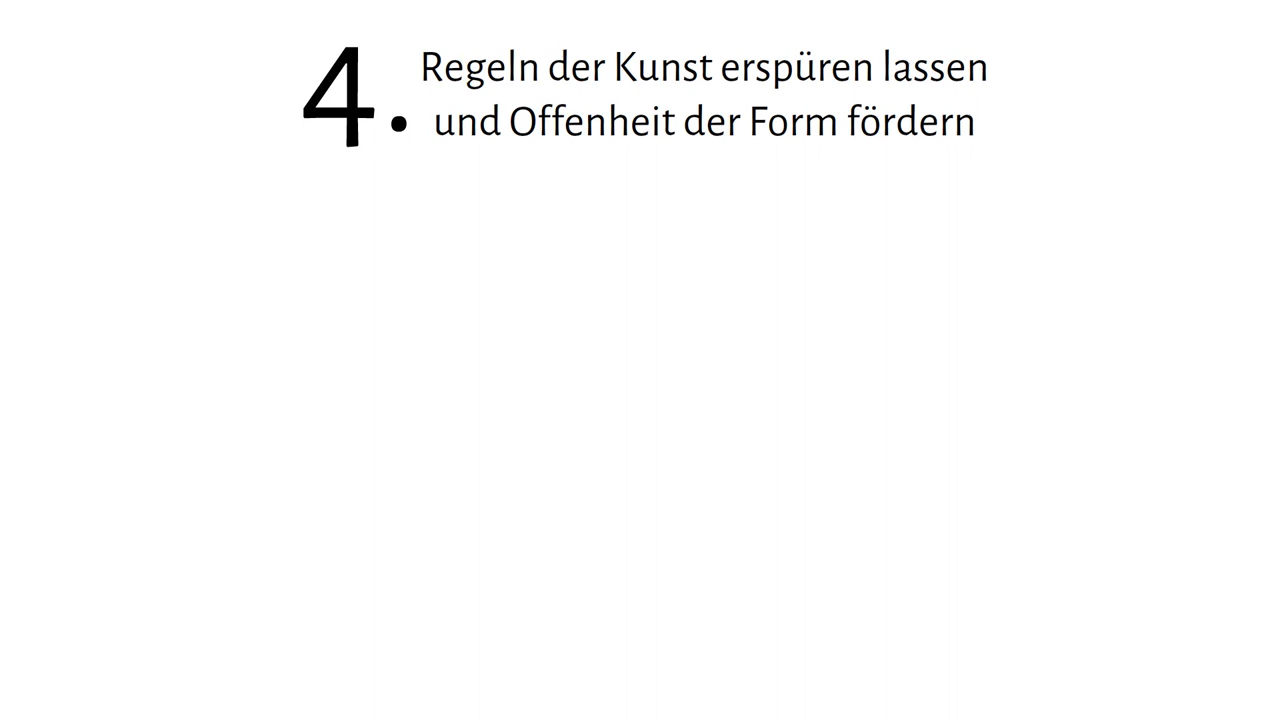 4. Regeln der Kunst erspüren lassen
und Offenheit der Form fördern